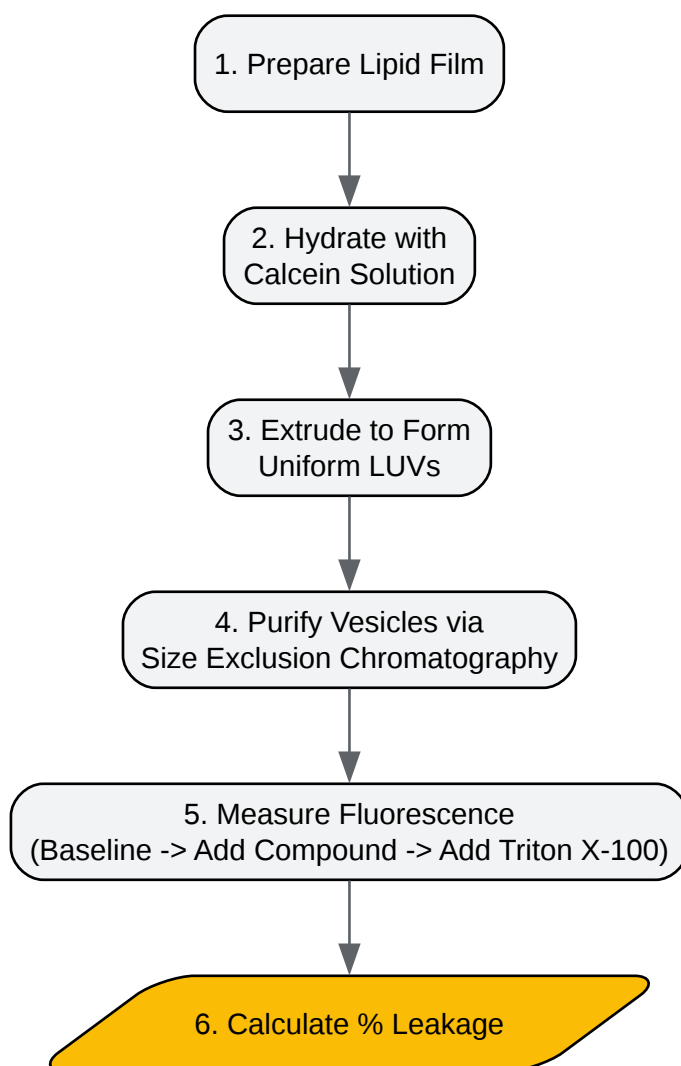 1. Prepare Lipid Film
2. Hydrate with
Calcein Solution
3. Extrude to Form
Uniform LUVs
4. Purify Vesicles via
Size Exclusion Chromatography
5. Measure Fluorescence
(Baseline -> Add Compound -> Add Triton X-100)
6. Calculate % Leakage